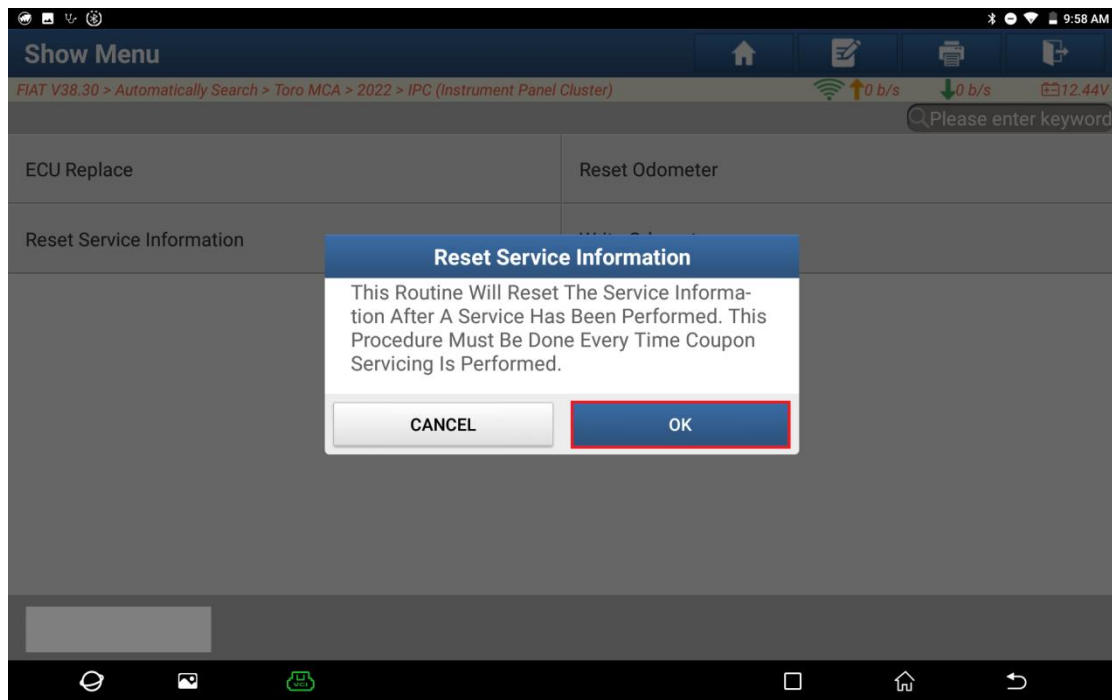 9:58 AM
Show Menu
FIAT V38.30 > Automatically Search > Toro MCA > 2022 > IPC (Instrument Panel Cluster)
0 b/s
0 b/s
12.44V
Please enter keyword
ECU Replace
Reset Odometer
Reset Service Information
Reset Service Information
This Routine Will Reset The Service Informa-
tion After A Service Has Been Performed. This
Procedure Must Be Done Every Time Coupon
Servicing Is Performed.
CANCEL
OK
VCI